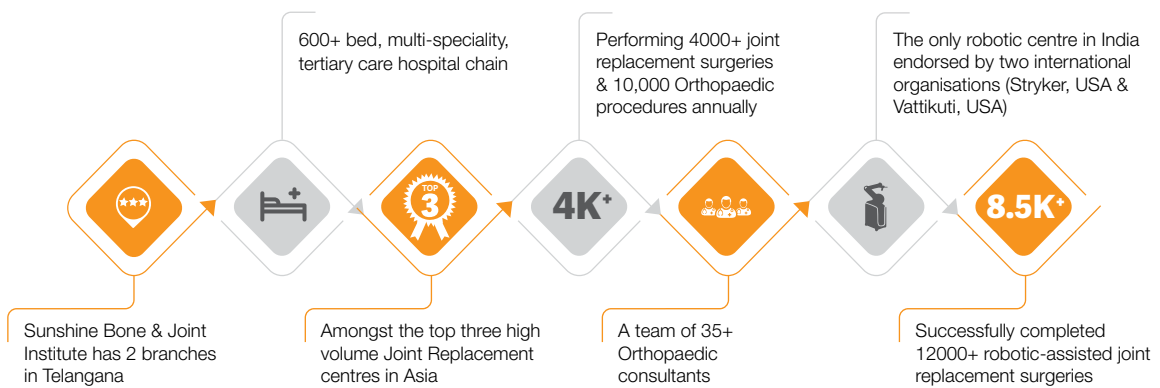 600+ bed, multi-speciality,
tertiary care hospital chain
Performing 4000+ joint
replacement surgeries
& 10,000 Orthopaedic
procedures annually
The only robotic centre in India
endorsed by two international
organisations (Stryker, USA &
Vattikuti, USA)
TOP
3
4K+
8.5K+
Sunshine Bone & Joint
Institute has 2 branches
in Telangana
Amongst the top three high
volume Joint Replacement
centres in Asia
A team of 35+
Orthopaedic
consultants
Successfully completed
12000+ robotic-assisted joint
replacement surgeries